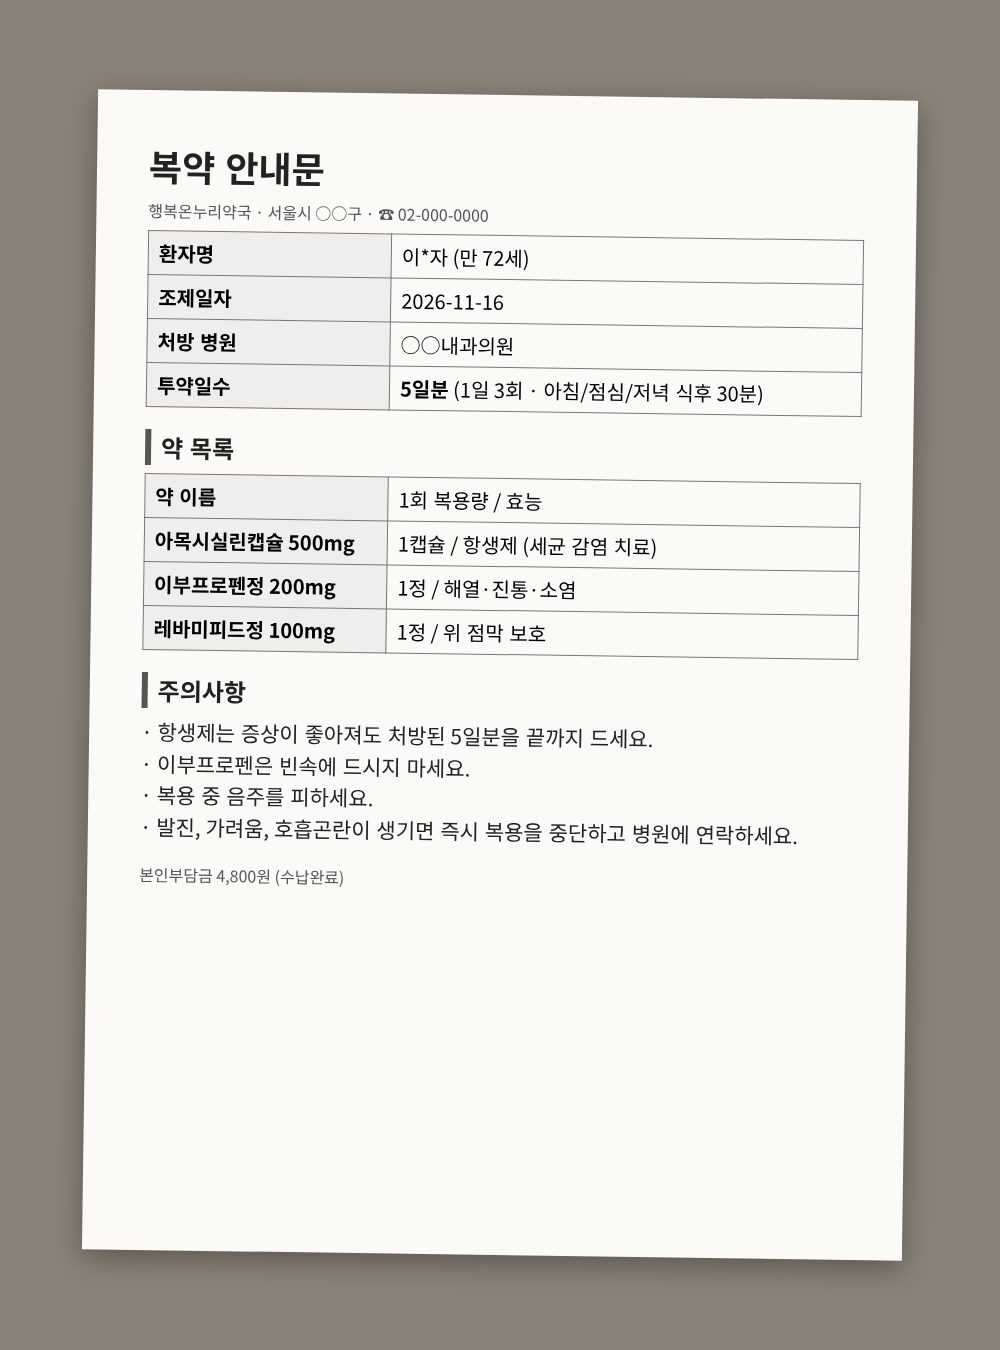 복약 안내문
행복온누리약국 · 서울시 ○○구 · ☎ 02-000-0000
환자명 이*자 (만 72세)
조제일자 2026-11-16
처방 병원 ○○내과의원
투약일수 5일분 (1일 3회 · 아침/점심/저녁 식후 30분)
약 목록
약 이름 1회 복용량 / 효능
아목시실린캡슐 500mg 1캡슐 / 항생제 (세균 감염 치료)
이부프로펜정 200mg 1정 / 해열·진통·소염
레바미피드정 100mg 1정 / 위 점막 보호
주의사항
· 항생제는 증상이 좋아져도 처방된 5일분을 끝까지 드세요.
· 이부프로펜은 빈속에 드시지 마세요.
· 복용 중 음주를 피하세요.
· 발진, 가려움, 호흡곤란이 생기면 즉시 복용을 중단하고 병원에 연락하세요.
본인부담금 4,800원 (수납완료)